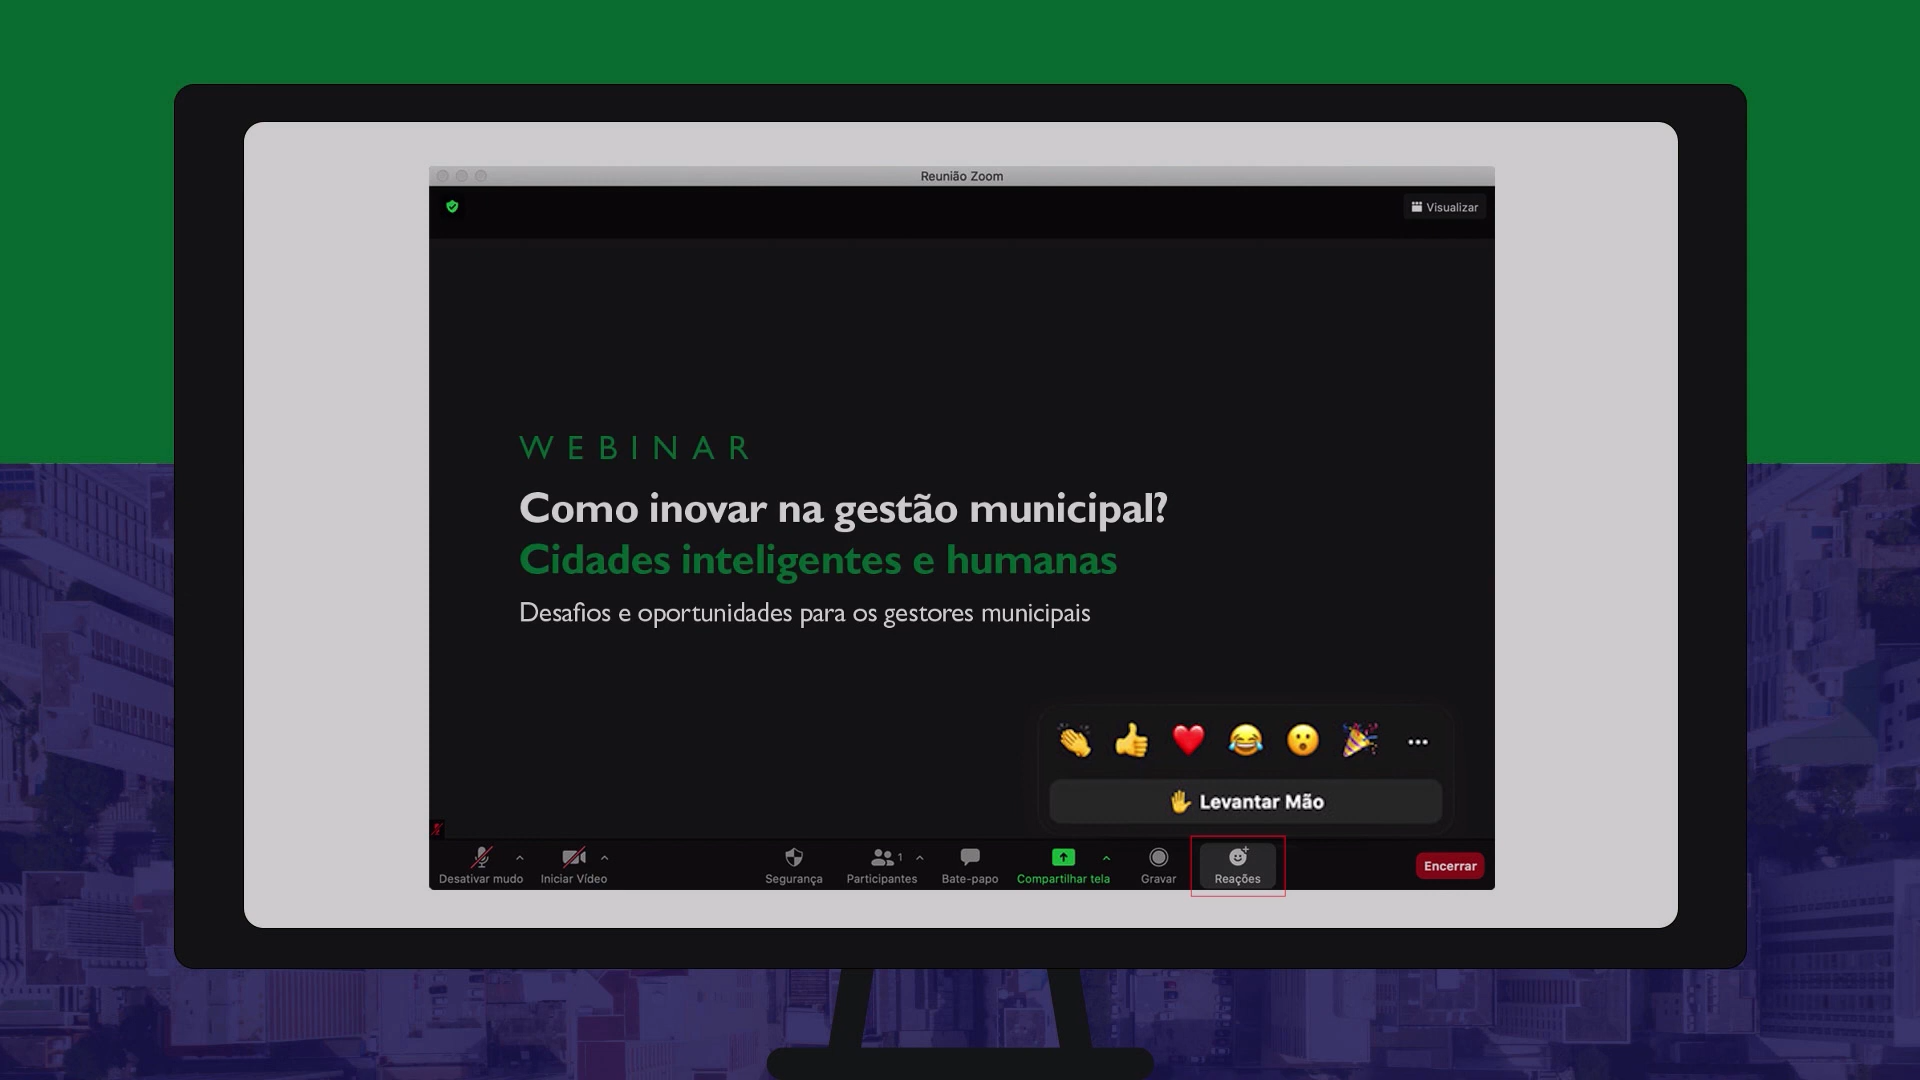 Reunião Zoom
Visualizar
WEBINAR
Como inovar na gestão municipal?
Cidades inteligentes e humanas
Desafios e oportunidades para os gestores municipais
Levantar Mão
1
Desativar mudo
Iniciar Vídeo
Segurança
Participantes
Bate-papo
Compartilhar tela
Gravar
Reações
Encerrar